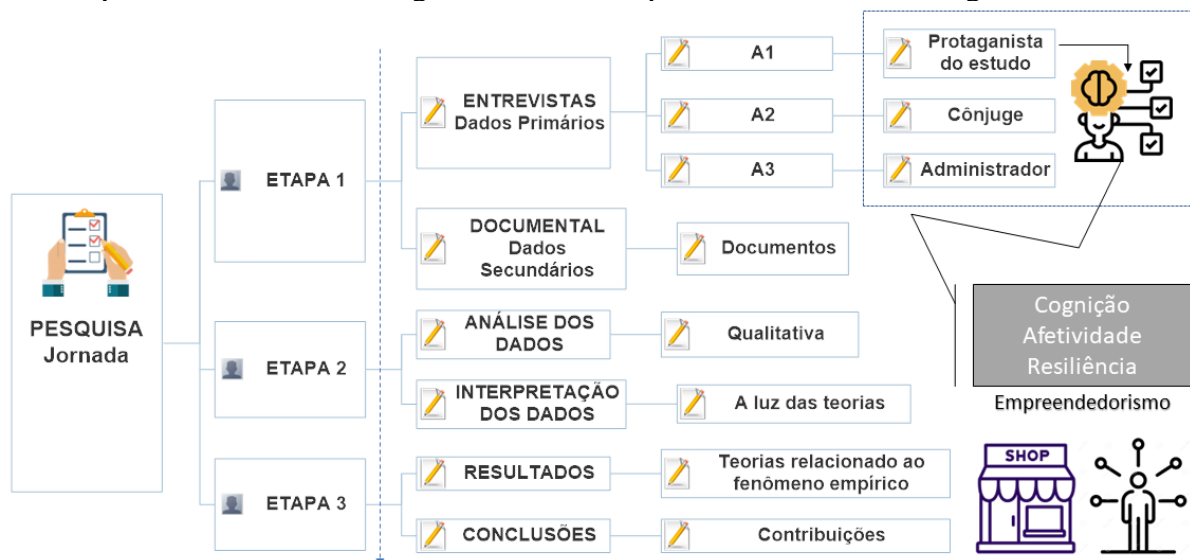 PESQUISA
Jornada
ETAPA 1
ENTREVISTAS
Dados Primários
A1
Protaganista
do estudo
A2
Cônjuge
A3
Administrador
DOCUMENTAL
Dados
Secundários
Documentos
ETAPA 2
ANÁLISE DOS
DADOS
Qualitativa
INTERPRETAÇÃO
DOS DADOS
A luz das teorias
ETAPA 3
RESULTADOS
Teorias relacionado ao
fenômeno empírico
CONCLUSÕES
Contribuições
Cognição
Afetividade
Resiliência
Empreendedorismo
SHOP